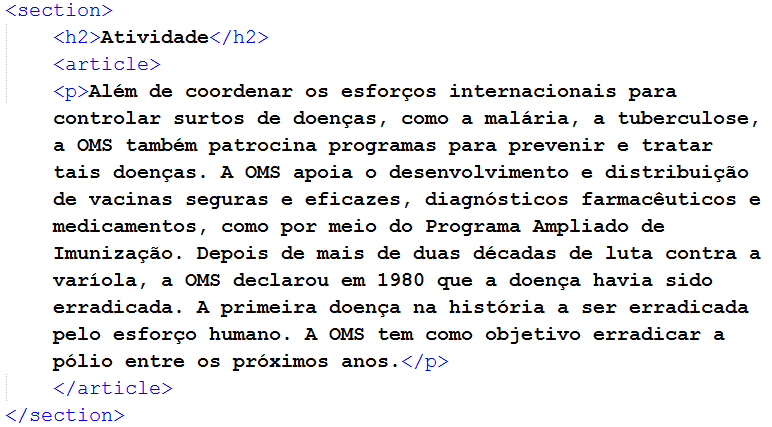 <section>
<h2>Atividade</h2>
<article>
<p>Além de coordenar os esforços internacionais para
controlar surtos de doenças, como a malária, a tuberculose,
a OMS também patrocina programas para prevenir e tratar
tais doenças. A OMS apoia o desenvolvimento e distribuição
de vacinas seguras e eficazes, diagnósticos farmacêuticos e
medicamentos, como por meio do Programa Ampliado de
Imunização. Depois de mais de duas décadas de luta contra a
varíola, a OMS declarou em 1980 que a doença havia sido
erradicada. A primeira doença na história a ser erradicada
pelo esforço humano. A OMS tem como objetivo erradicar a
pólio entre os próximos anos.</p>
</article>
</section>